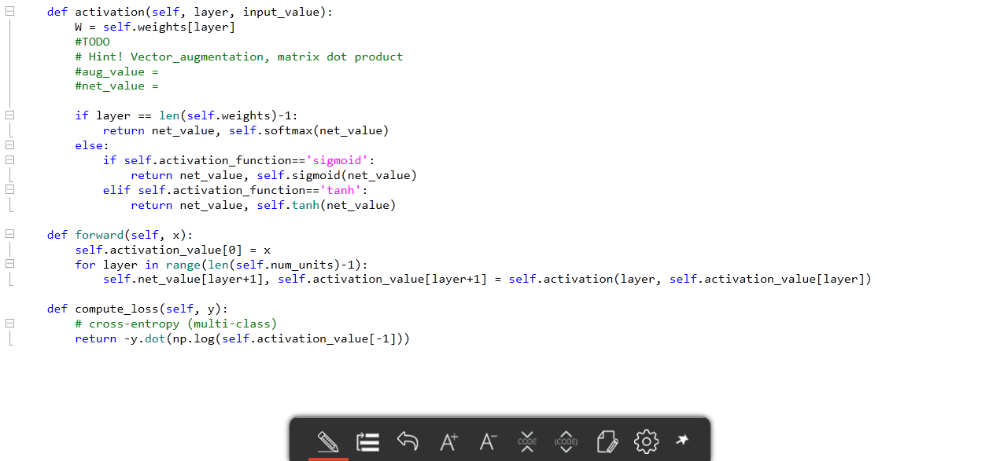 def activation(self, layer, input_value):
    W = self.weights[layer]
    #TODO
    # Hint! Vector_augmentation, matrix dot product
    #aug_value =
    #net_value =
    if layer == len(self.weights)-1:
        return net_value, self.softmax(net_value)
    else:
        if self.activation_function=='sigmoid':
            return net_value, self.sigmoid(net_value)
        elif self.activation_function=='tanh':
            return net_value, self.tanh(net_value)
def forward(self, x):
    self.activation_value[0] = x
    for layer in range(len(self.num_units)-1):
        self.net_value[layer+1], self.activation_value[layer+1] = self.activation(layer, self.activation_value[layer])
def compute_loss(self, y):
    # cross-entropy (multi-class)
    return -y.dot(np.log(self.activation_value[-1]))
A+ A- CODE (CODE)